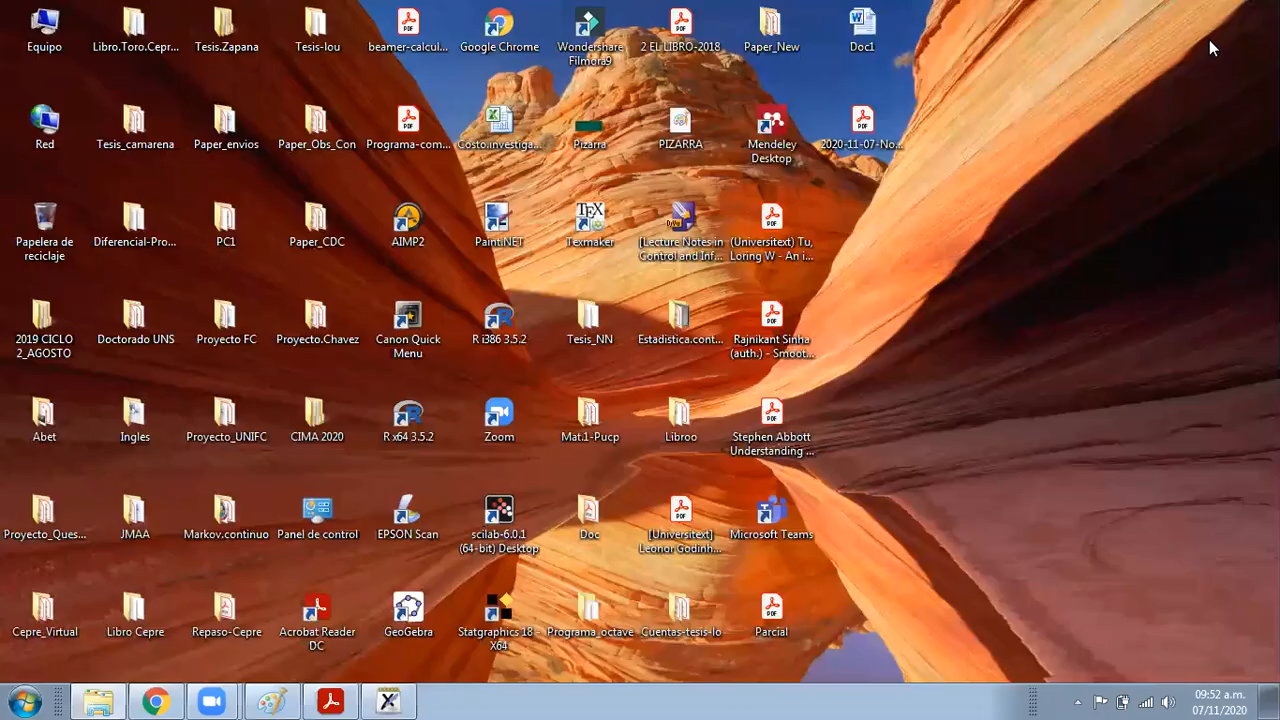 Equipo
Libro.Toro.Cepr...
Tesis.Zapana
Tesis-lou
beamer-calcul...
Google Chrome
Wondershare
Filmora9
2 EL LIBRO-2018
Paper_New
Doc1
Red
Tesis_camarena
Paper_envios
Paper_Obs_Con
Programa-com...
Costo.investiga...
Pizarra
PIZARRA
Mendeley
Desktop
2020-11-07-No...
Papelera de
reciclaje
Diferencial-Pro...
PC1
Paper_CDC
AIMP2
Paint.NET
Texmaker
[Lecture Notes in
Control and Inf...
(Universitext) Tu,
Loring W - An i...
2019 CICLO
2_AGOSTO
Doctorado UNS
Proyecto FC
Proyecto.Chavez
Canon Quick
Menu
R i386 3.5.2
Tesis_NN
Estadistica.cont...
Rajnikant Sinha
(auth.) - Smoot...
Abet
Ingles
Proyecto_UNIFC
CIMA 2020
R x64 3.5.2
Zoom
Mat.1-Pucp
Libroo
Stephen Abbott
Understanding ...
Proyecto_Ques...
JMAA
Markov.continuo
Panel de control
EPSON Scan
scilab-6.0.1
(64-bit) Desktop
Doc
[Universitext]
Leonor Godinh...
Microsoft Teams
Cepre_Virtual
Libro Cepre
Repaso-Cepre
Acrobat Reader
DC
GeoGebra
Statgraphics 18 -
X64
Programa_octave
Cuentas-tesis-lo
Parcial
09:52 a.m.
07/11/2020